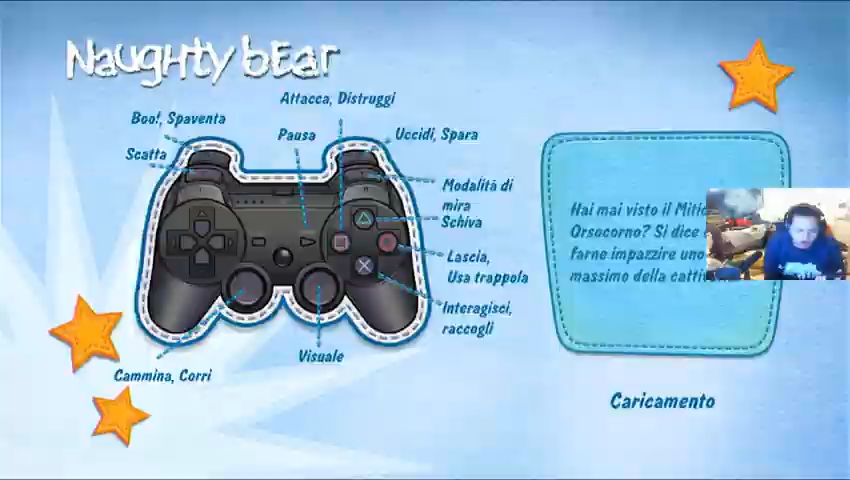 Naughty bEar
Attacca, Distruggi
Boo!, Spaventa
Pausa
Uccidi, Spara
Scatta
Modalità di
mira
Schiva
Lascia,
Usa trappola
Interagisci,
raccogli
Visuale
Cammina, Corri
Hai mai visto il
Orsocorno? Si dice
farne impazzire uno
massimo della
Caricamento